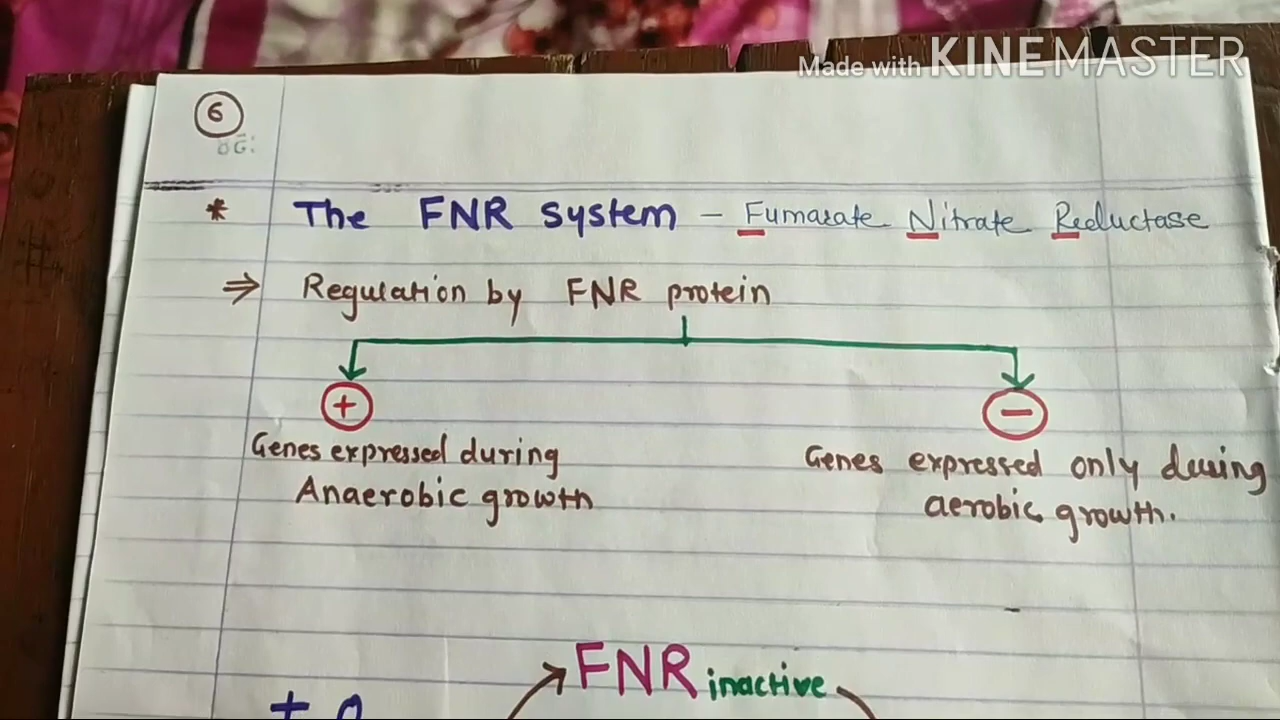 Made with KINEMASTER
6
* The FNR System – Fumarate Nitrate Reductase
⇒ Regulation by FNR protein
+
−
Genes expressed during
Anaerobic growth
Genes expressed only during
aerobic growth.
FNR inactive